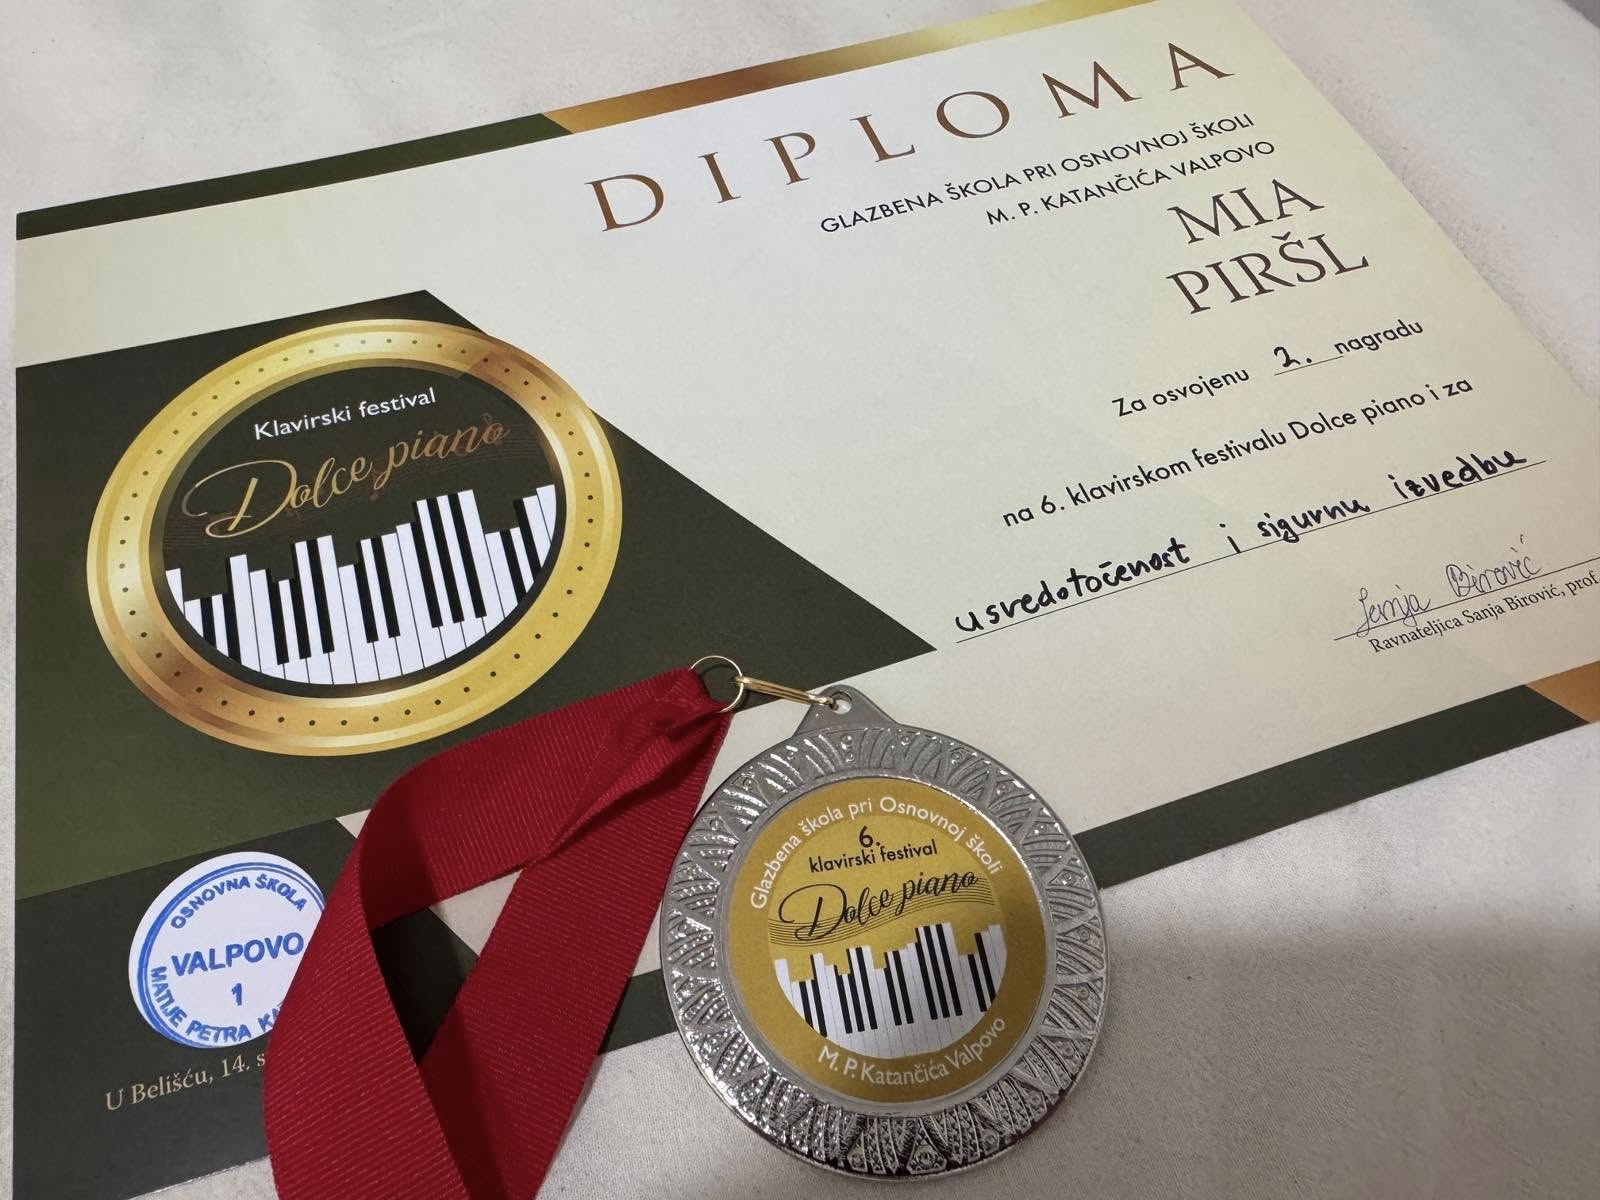 DIPLOMA
GLAZBENA ŠKOLA PRI OSNOVNOJ ŠKOLI
M. P. KATANČIĆA VALPOVO
MIA
PIRŠL
Za osvojenu 2. nagradu
na 6. klavirskom festivalu Dolce piano i za
usredotočenost i sigurnu izvedbu
Sanja Birović
Ravnateljica Sanja Birović, prof.
Klavirski festival
Dolce piano
OSNOVNA ŠKOLA
VALPOVO
1
MATIJE PETRA
U Belišću, 14.
Glazbena škola pri Osnovnoj školi
6.
klavirski festival
Dolce piano
M. P. Katančića Valpovo